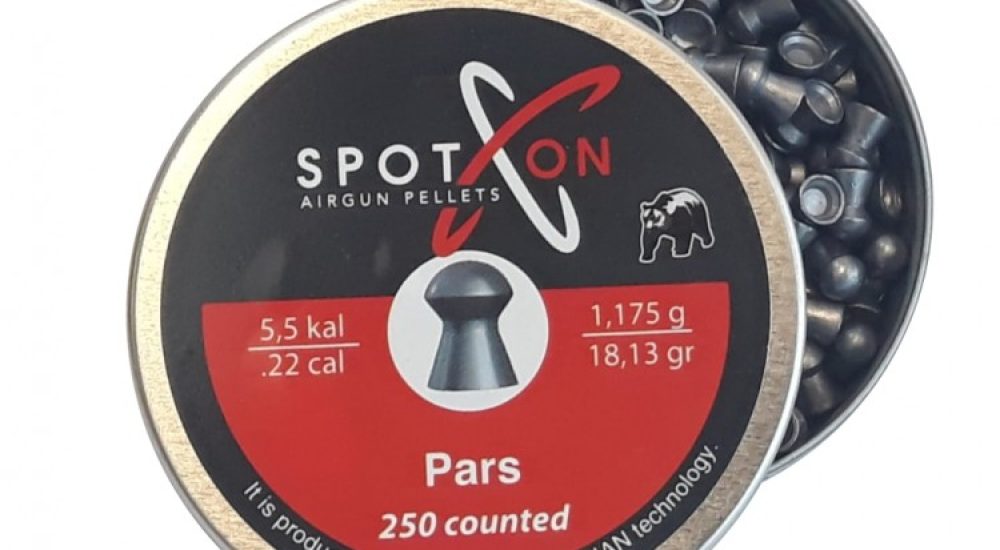 SPOT ON
AIRGUN PELLETS
5,5 kal
.22 cal
1,175 g
18,13 gr
Pars
250 counted
It is
technology.